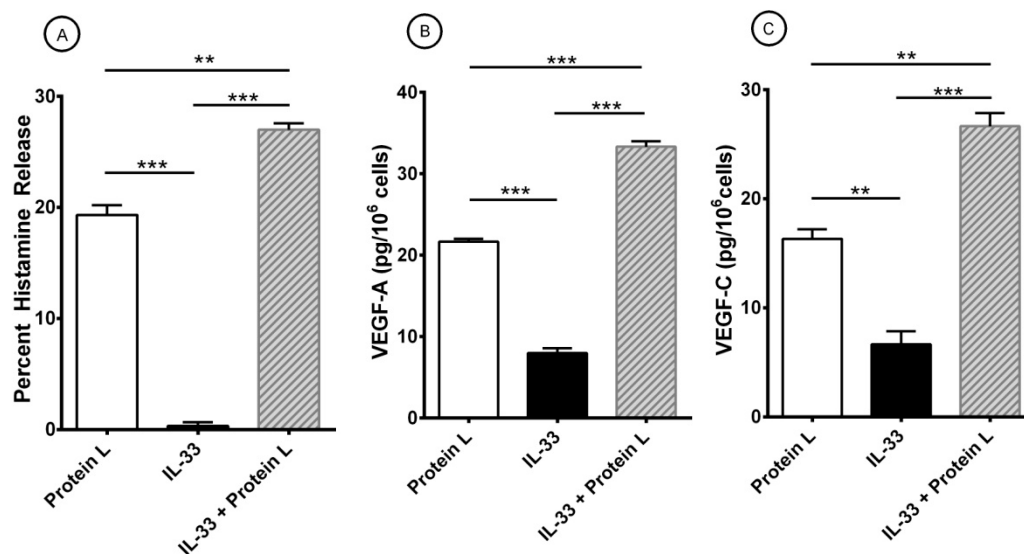 A
**
***
***
30
20
10
0
Percent Histamine Release
Protein L
IL-33
IL-33 + Protein L
B
***
***
***
40
30
20
10
0
VEGF-A (pg/10⁶ cells)
Protein L
IL-33
IL-33 + Protein L
C
**
***
**
30
20
10
0
VEGF-C (pg/10⁶cells)
Protein L
IL-33
IL-33 + Protein L